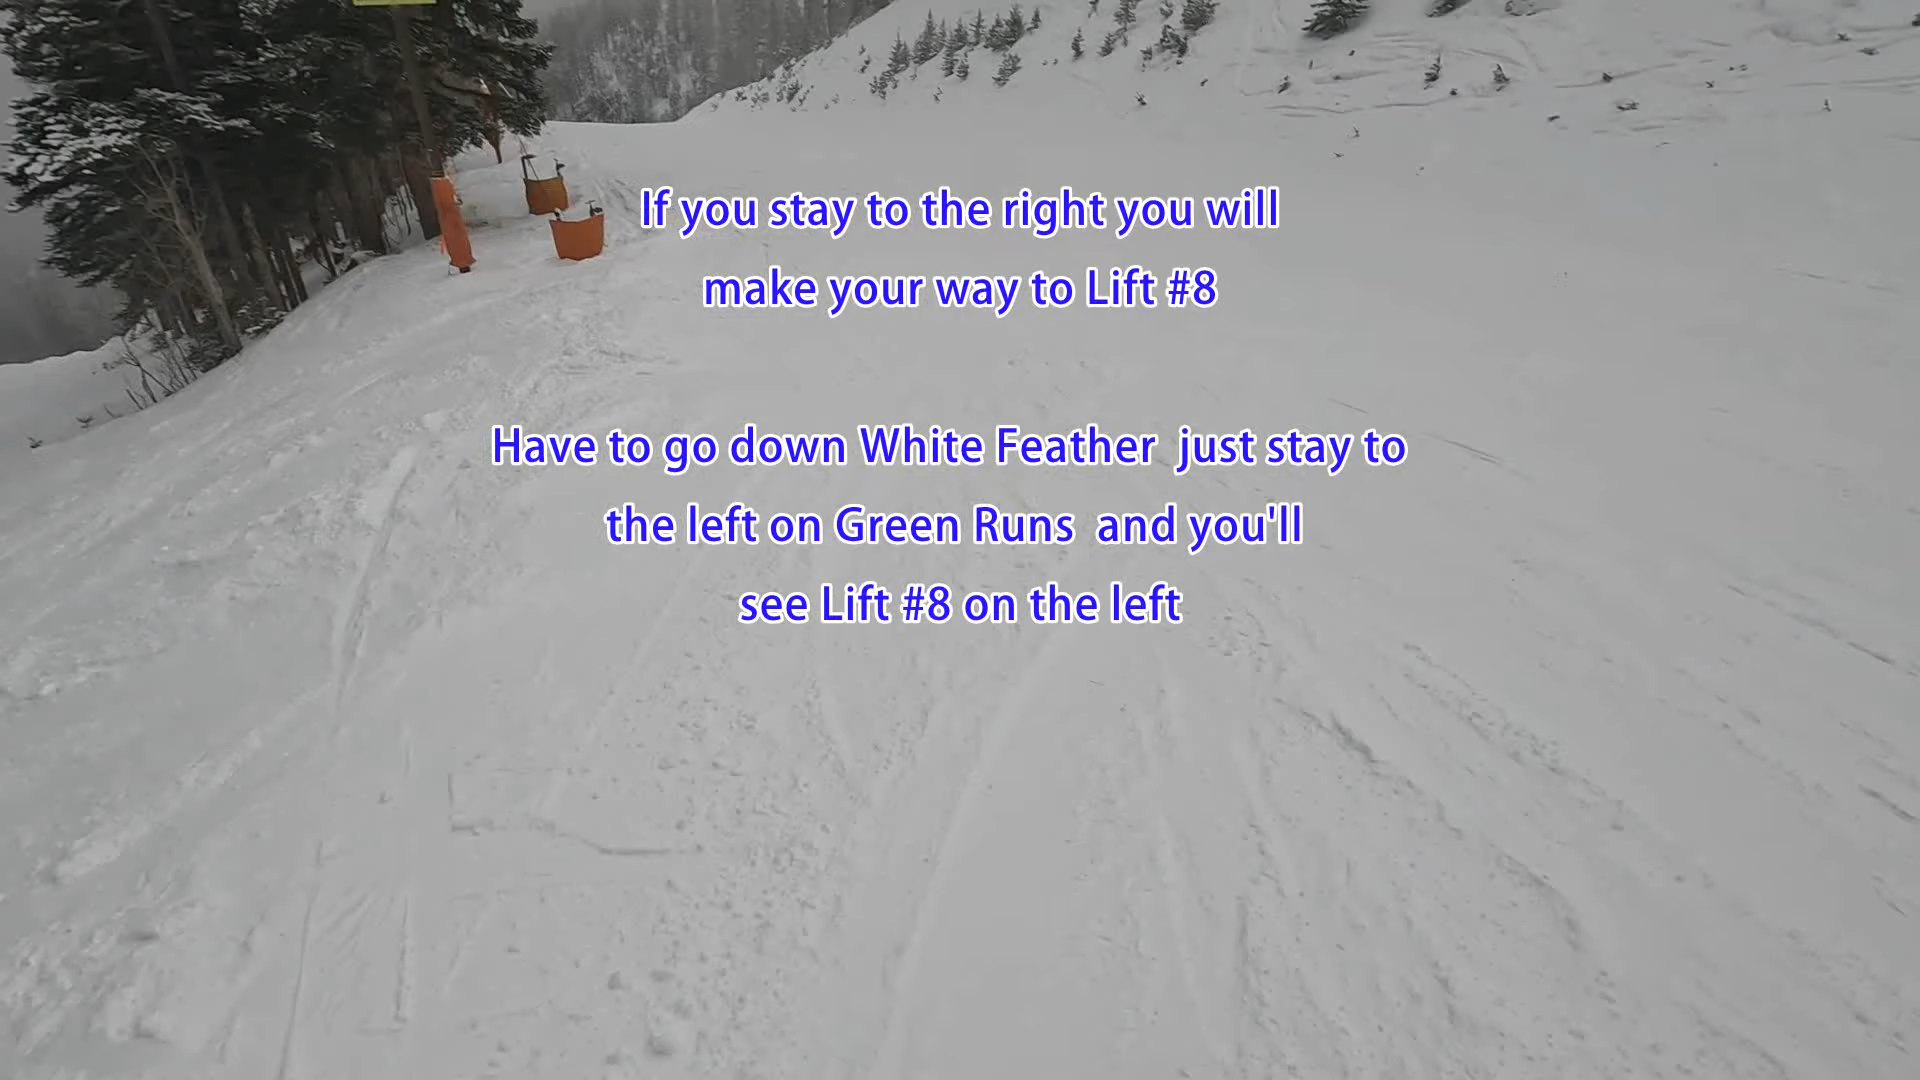 If you stay to the right you will
make your way to Lift #8
Have to go down White Feather  just stay to
the left on Green Runs  and you'll
see Lift #8 on the left